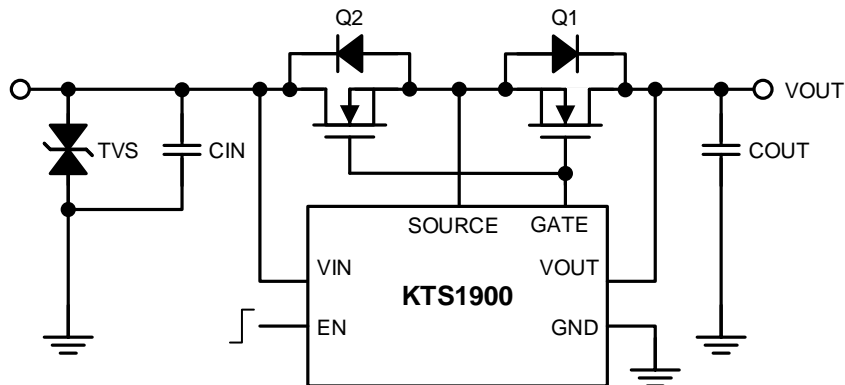 Q2
Q1
VOUT
TVS
CIN
COUT
SOURCE
GATE
VIN
VOUT
KTS1900
EN
GND